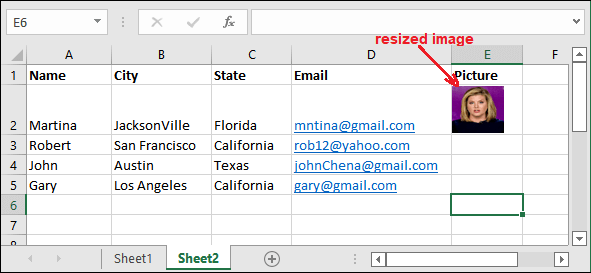 E6
fx
resized image
A B C D E F
1 Name City State Email Picture
2 Martina JacksonVille Florida mntina@gmail.com
3 Robert San Francisco California rob12@yahoo.com
4 John Austin Texas johnChena@gmail.com
5 Gary Los Angeles California gary@gmail.com
6
7
Sheet1 Sheet2